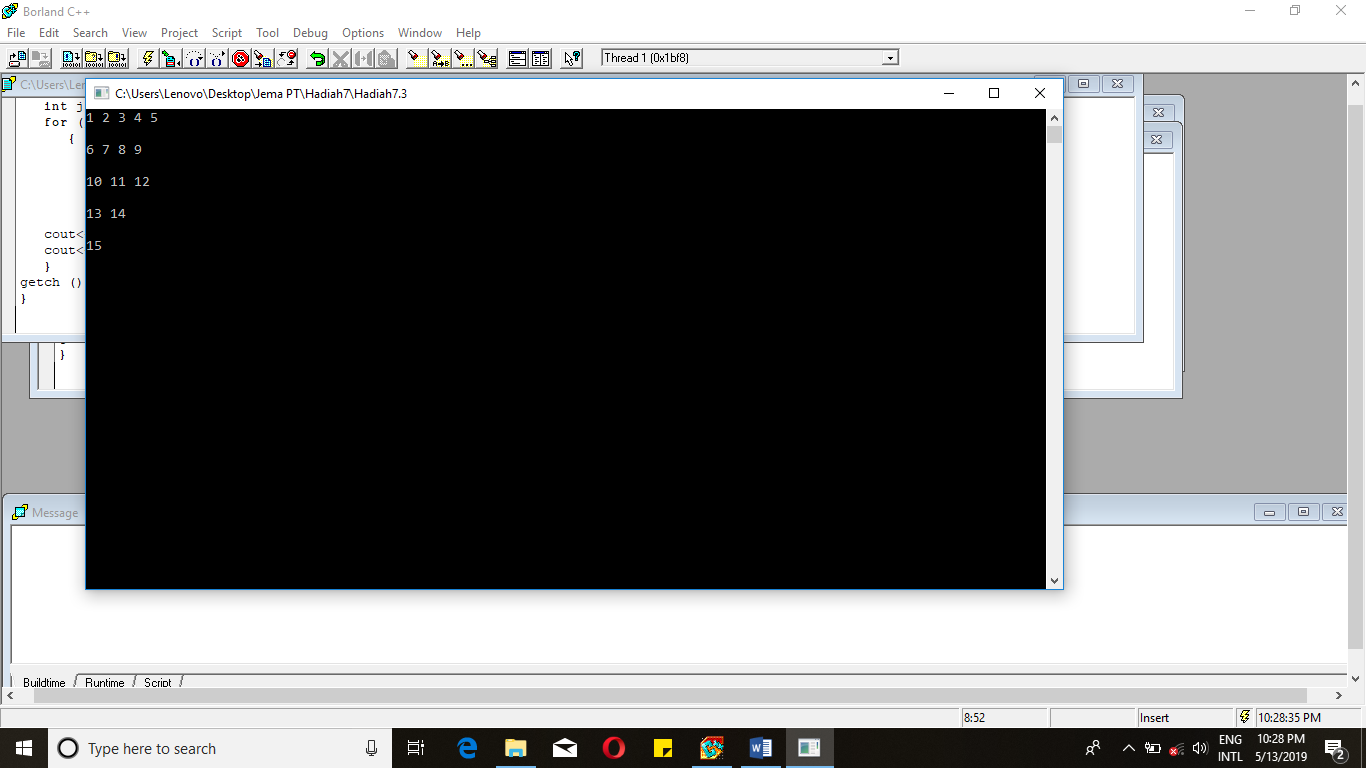 Borland C++
File Edit Search View Project Script Tool Debug Options Window Help
Thread 1 (0x1bf8)
C:\Users\Ler
C:\Users\Lenovo\Desktop\Jema PT\Hadiah7\Hadiah7.3
int j
for (
{
cout<
cout<
}
getch ()
}
}
1 2 3 4 5
6 7 8 9
10 11 12
13 14
15
Message
Buildtime Runtime Script
8:52 Insert 10:28:35 PM
Type here to search
ENG
INTL
10:28 PM
5/13/2019
2